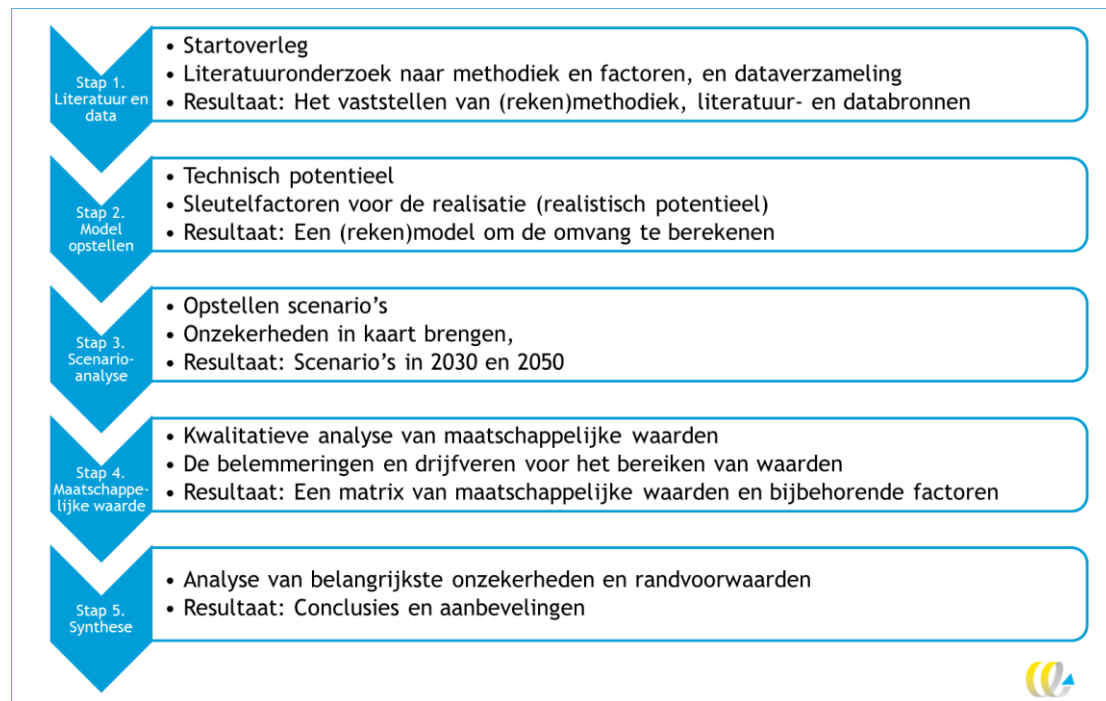 Stap 1.
Literatuur en
data
• Startoverleg
• Literatuuronderzoek naar methodiek en factoren, en dataverzameling
• Resultaat: Het vaststellen van (reken)methodiek, literatuur- en databronnen
Stap 2.
Model
opstellen
• Technisch potentieel
• Sleutelfactoren voor de realisatie (realistisch potentieel)
• Resultaat: Een (reken)model om de omvang te berekenen
Stap 3.
Scenario-
analyse
• Opstellen scenario's
• Onzekerheden in kaart brengen,
• Resultaat: Scenario's in 2030 en 2050
Stap 4.
Maatschappe-
lijke waarde
• Kwalitatieve analyse van maatschappelijke waarden
• De belemmeringen en drijfveren voor het bereiken van waarden
• Resultaat: Een matrix van maatschappelijke waarden en bijbehorende factoren
Stap 5.
Synthese
• Analyse van belangrijkste onzekerheden en randvoorwaarden
• Resultaat: Conclusies en aanbevelingen